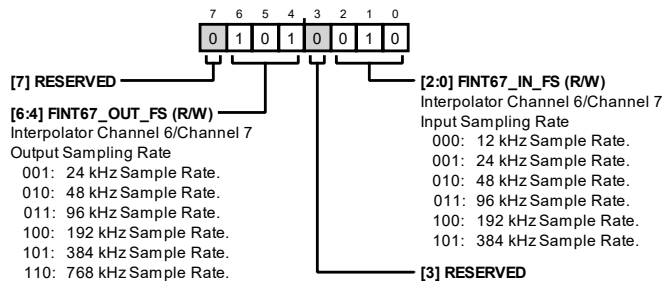 7 6 5 4 3 2 1 0
0 1 0 1 0 0 1 0
[7] RESERVED
[6:4] FINT67_OUT_FS (R/W)
Interpolator Channel 6/Channel 7
Output Sampling Rate
001: 24 kHz Sample Rate.
010: 48 kHz Sample Rate.
011: 96 kHz Sample Rate.
100: 192 kHz Sample Rate.
101: 384 kHz Sample Rate.
110: 768 kHz Sample Rate.
[2:0] FINT67_IN_FS (R/W)
Interpolator Channel 6/Channel 7
Input Sampling Rate
000: 12 kHz Sample Rate.
001: 24 kHz Sample Rate.
010: 48 kHz Sample Rate.
011: 96 kHz Sample Rate.
100: 192 kHz Sample Rate.
101: 384 kHz Sample Rate.
[3] RESERVED